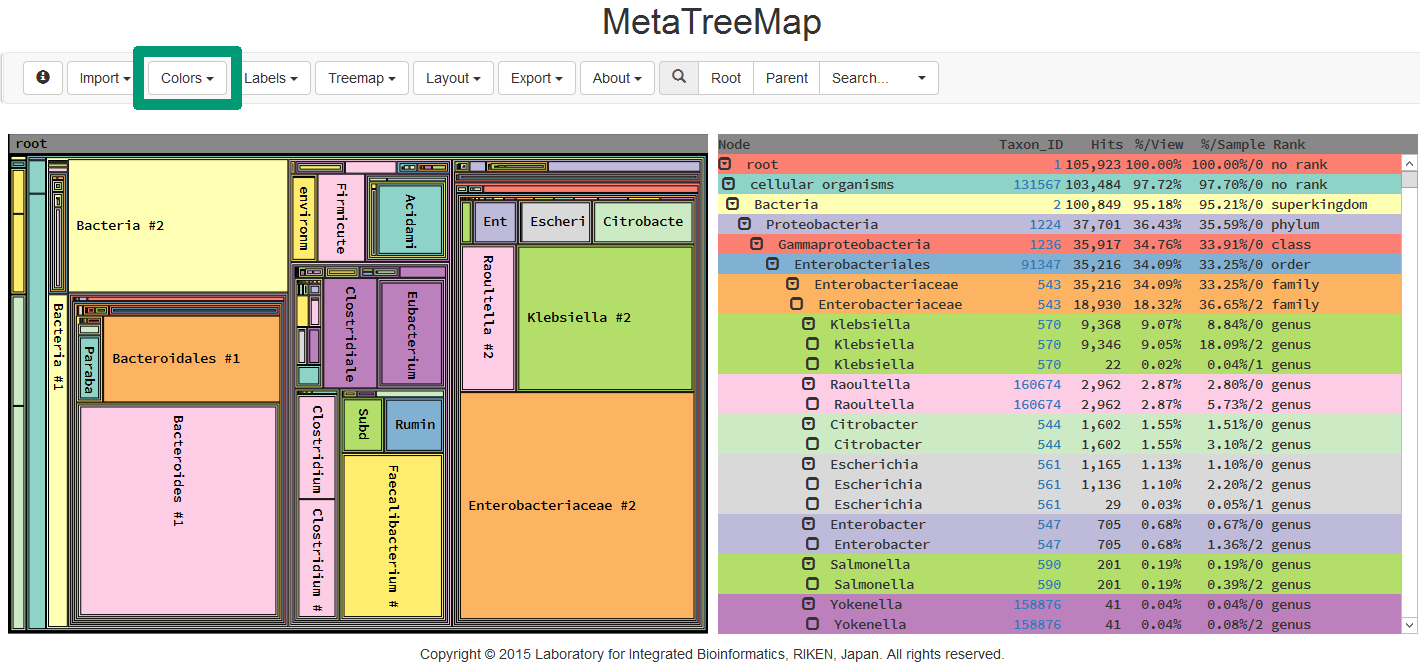 MetaTreeMap
Import Colors Labels Treemap Layout Export About Root Parent Search...
root
Bacteria #2
Bacteria #1
Paraba
Bacteroidales #1
Bacteroides #1
environm
Firmicute
Acidami
Clostridiale
Eubacterium
Clostridium
Clostridium #
Subd
Rumin
Faecalibacterium #
Ent
Escheri
Citrobacte
Raoultella #2
Klebsiella #2
Enterobacteriaceae #2
Node Taxon_ID Hits %/View %/Sample Rank
root 1 105,923 100.00% 100.00%/0 no rank
cellular organisms 131567 103,484 97.72% 97.70%/0 no rank
Bacteria 2 100,849 95.18% 95.21%/0 superkingdom
Proteobacteria 1224 37,701 36.43% 35.59%/0 phylum
Gammaproteobacteria 1236 35,917 34.76% 33.91%/0 class
Enterobacteriales 91347 35,216 34.09% 33.25%/0 order
Enterobacteriaceae 543 35,216 34.09% 33.25%/0 family
Enterobacteriaceae 543 18,930 18.32% 36.65%/2 family
Klebsiella 570 9,368 9.07% 8.84%/0 genus
Klebsiella 570 9,346 9.05% 18.09%/2 genus
Klebsiella 570 22 0.02% 0.04%/1 genus
Raoultella 160674 2,962 2.87% 2.80%/0 genus
Raoultella 160674 2,962 2.87% 5.73%/2 genus
Citrobacter 544 1,602 1.55% 1.51%/0 genus
Citrobacter 544 1,602 1.55% 3.10%/2 genus
Escherichia 561 1,165 1.13% 1.10%/0 genus
Escherichia 561 1,136 1.10% 2.20%/2 genus
Escherichia 561 29 0.03% 0.05%/1 genus
Enterobacter 547 705 0.68% 0.67%/0 genus
Enterobacter 547 705 0.68% 1.36%/2 genus
Salmonella 590 201 0.19% 0.19%/0 genus
Salmonella 590 201 0.19% 0.39%/2 genus
Yokenella 158876 41 0.04% 0.04%/0 genus
Yokenella 158876 41 0.04% 0.08%/2 genus
Copyright © 2015 Laboratory for Integrated Bioinformatics, RIKEN, Japan. All rights reserved.